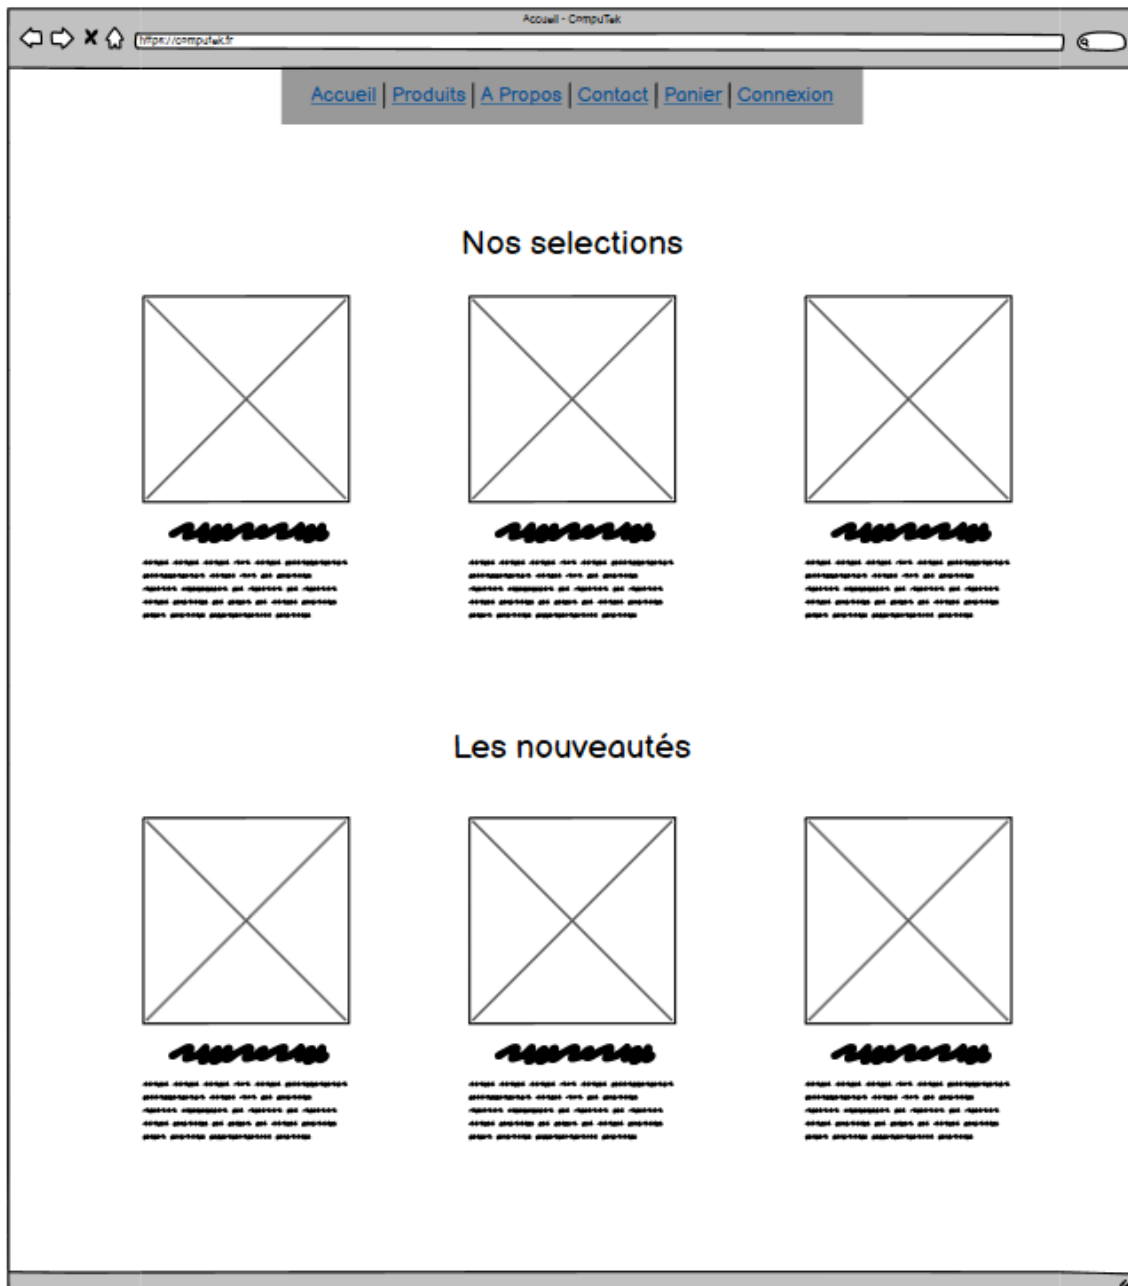 Accueil - CompuTek
https://computek.fr
Accueil | Produits | A Propos | Contact | Panier | Connexion
Nos selections
Les nouveautés